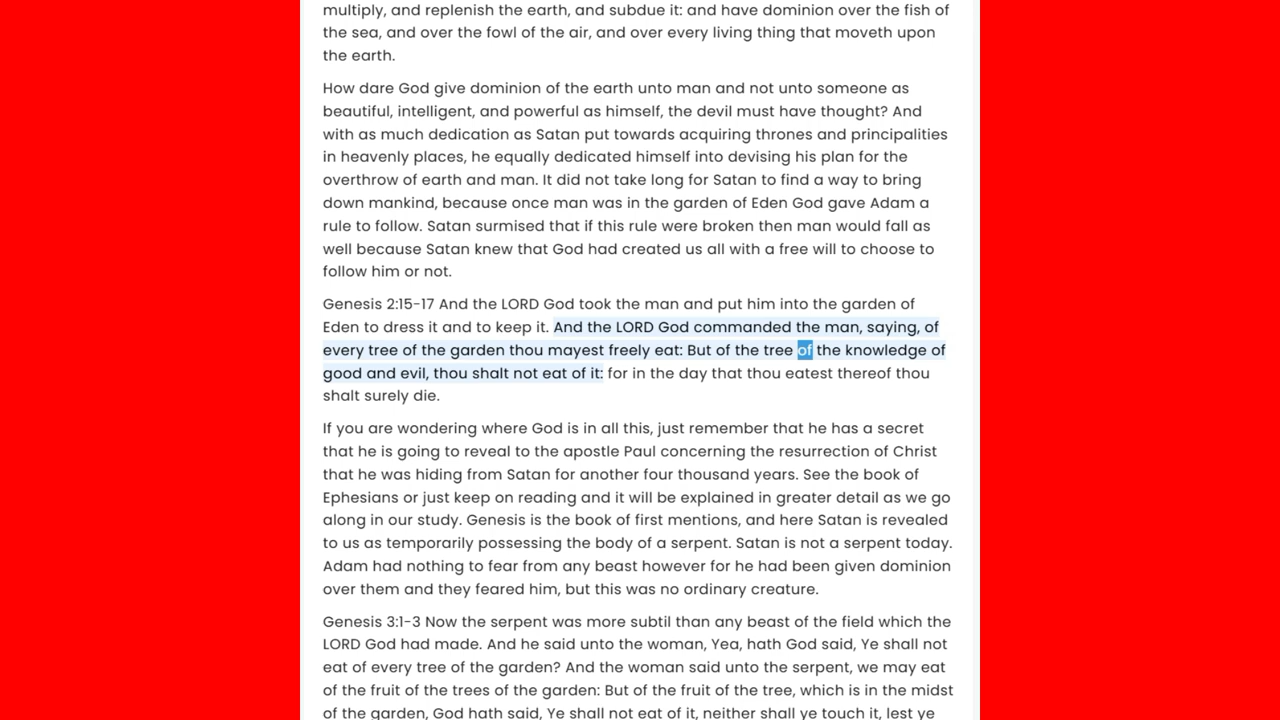 multiply, and replenish the earth, and subdue it: and have dominion over the fish of
the sea, and over the fowl of the air, and over every living thing that moveth upon
the earth.
How dare God give dominion of the earth unto man and not unto someone as
beautiful, intelligent, and powerful as himself, the devil must have thought? And
with as much dedication as Satan put towards acquiring thrones and principalities
in heavenly places, he equally dedicated himself into devising his plan for the
overthrow of earth and man. It did not take long for Satan to find a way to bring
down mankind, because once man was in the garden of Eden God gave Adam a
rule to follow. Satan surmised that if this rule were broken then man would fall as
well because Satan knew that God had created us all with a free will to choose to
follow him or not.
Genesis 2:15-17 And the LORD God took the man and put him into the garden of
Eden to dress it and to keep it. And the LORD God commanded the man, saying, of
every tree of the garden thou mayest freely eat: But of the tree of the knowledge of
good and evil, thou shalt not eat of it: for in the day that thou eatest thereof thou
shalt surely die.
If you are wondering where God is in all this, just remember that he has a secret
that he is going to reveal to the apostle Paul concerning the resurrection of Christ
that he was hiding from Satan for another four thousand years. See the book of
Ephesians or just keep on reading and it will be explained in greater detail as we go
along in our study. Genesis is the book of first mentions, and here Satan is revealed
to us as temporarily possessing the body of a serpent. Satan is not a serpent today.
Adam had nothing to fear from any beast however for he had been given dominion
over them and they feared him, but this was no ordinary creature.
Genesis 3:1-3 Now the serpent was more subtil than any beast of the field which the
LORD God had made. And he said unto the woman, Yea, hath God said, Ye shall not
eat of every tree of the garden? And the woman said unto the serpent, we may eat
of the fruit of the trees of the garden: But of the fruit of the tree, which is in the midst
of the garden, God hath said, Ye shall not eat of it, neither shall ye touch it, lest ye